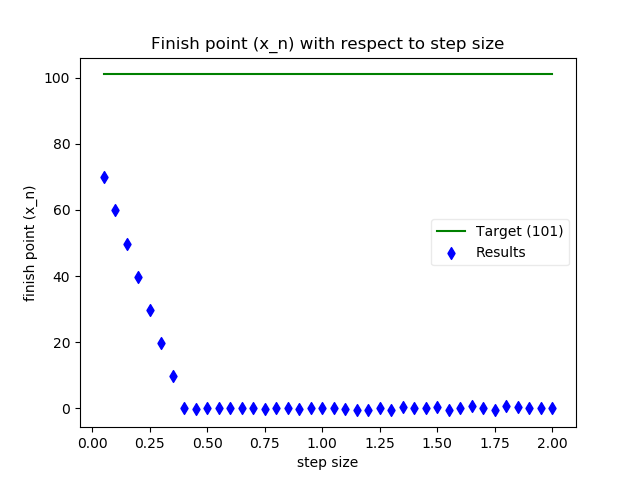 Finish point (x_n) with respect to step size
finish point (x_n)
100
80
60
40
20
0
Target (101)
Results
0.00 0.25 0.50 0.75 1.00 1.25 1.50 1.75 2.00
step size